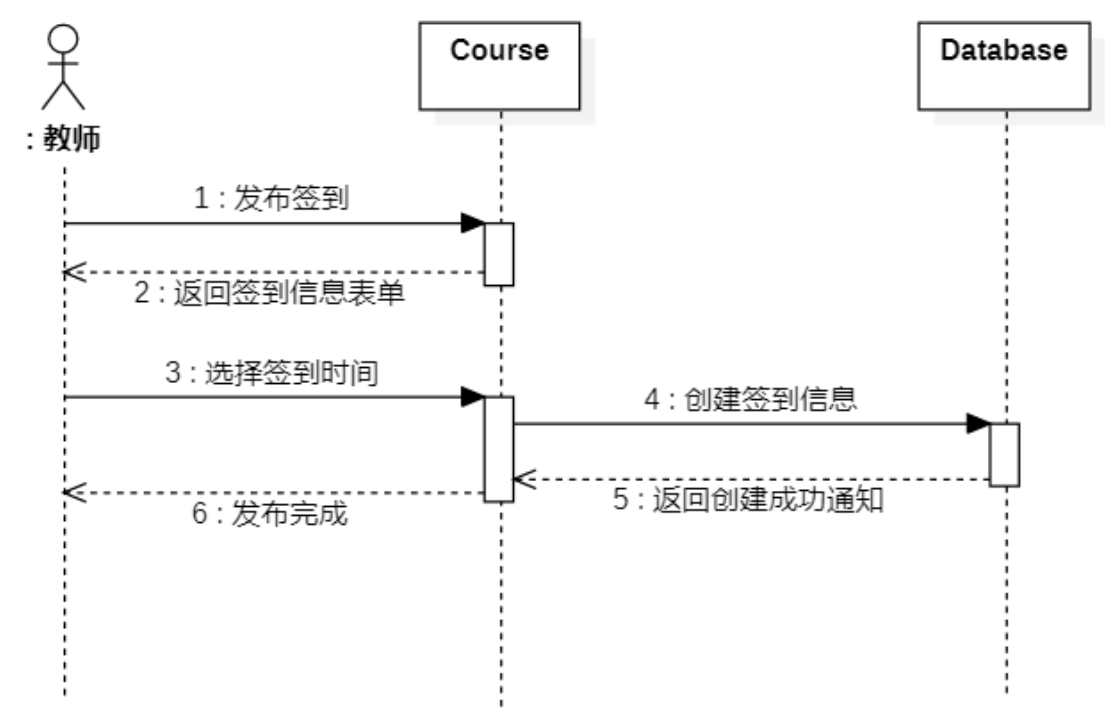 Course
Database
: 教师
1 : 发布签到
2 : 返回签到信息表单
3 : 选择签到时间
4 : 创建签到信息
5 : 返回创建成功通知
6 : 发布完成